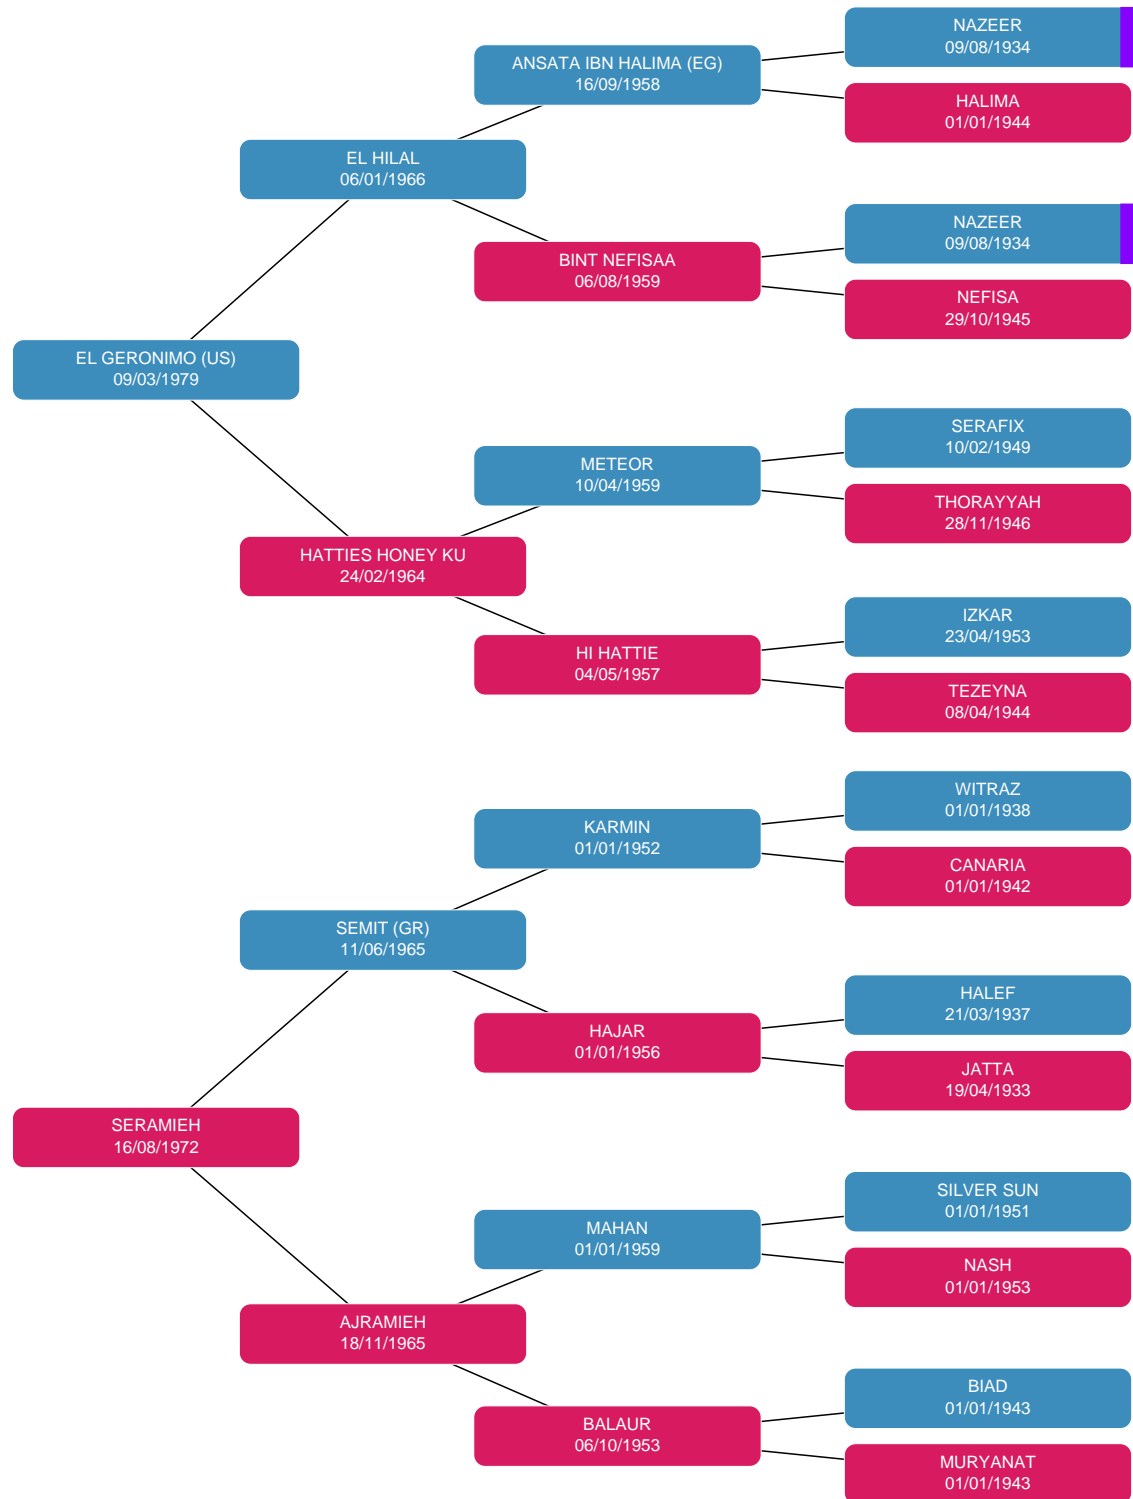 NAZEER
09/08/1934
ANSATA IBN HALIMA (EG)
16/09/1958
HALIMA
01/01/1944
EL HILAL
06/01/1966
NAZEER
09/08/1934
BINT NEFISAA
06/08/1959
NEFISA
29/10/1945
EL GERONIMO (US)
09/03/1979
SERAFIX
10/02/1949
METEOR
10/04/1959
THORAYYAH
28/11/1946
HATTIES HONEY KU
24/02/1964
IZKAR
23/04/1953
HI HATTIE
04/05/1957
TEZEYNA
08/04/1944
WITRAZ
01/01/1938
KARMIN
01/01/1952
CANARIA
01/01/1942
SEMIT (GR)
11/06/1965
HALEF
21/03/1937
HAJAR
01/01/1956
JATTA
19/04/1933
SERAMIEH
16/08/1972
SILVER SUN
01/01/1951
MAHAN
01/01/1959
NASH
01/01/1953
AJRAMIEH
18/11/1965
BIAD
01/01/1943
BALAUR
06/10/1953
MURYANAT
01/01/1943